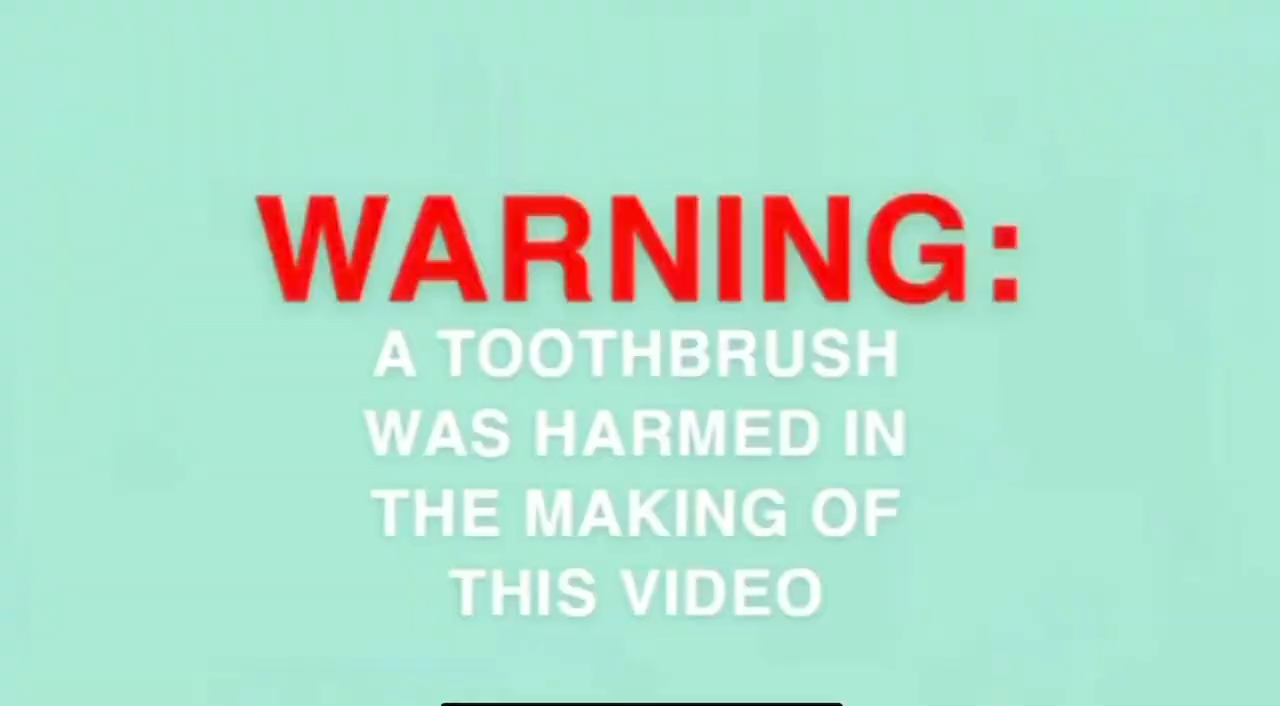 WARNING:
A TOOTHBRUSH
WAS HARMED IN
THE MAKING OF
THIS VIDEO